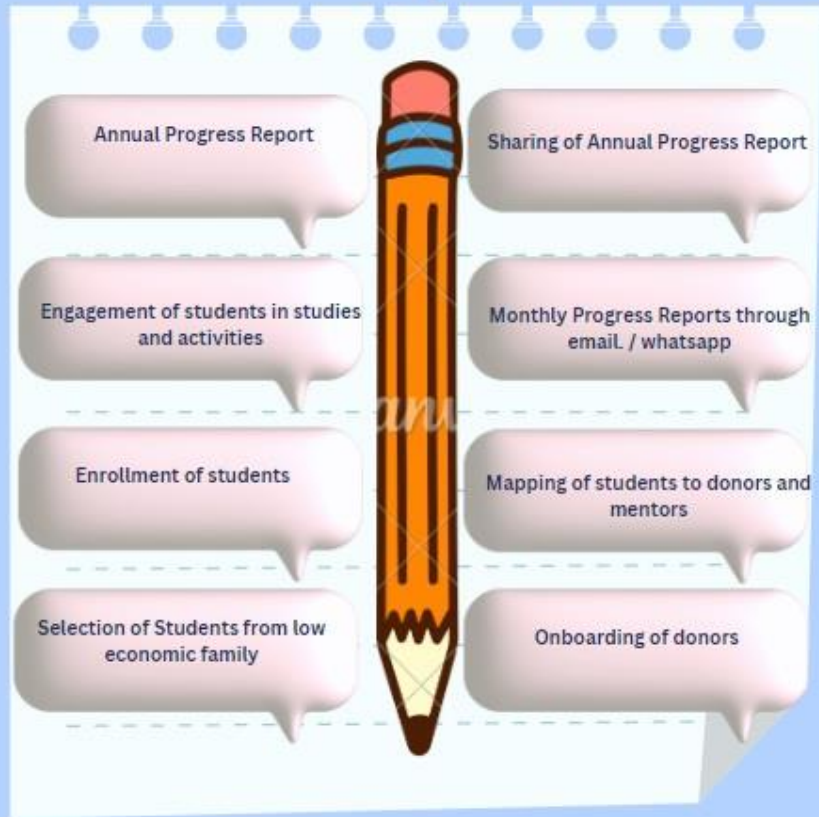 Annual Progress Report
Sharing of Annual Progress Report
Engagement of students in studies
and activities
Monthly Progress Reports through
email. / whatsapp
Enrollment of students
Mapping of students to donors and
mentors
Selection of Students from low
economic family
Onboarding of donors